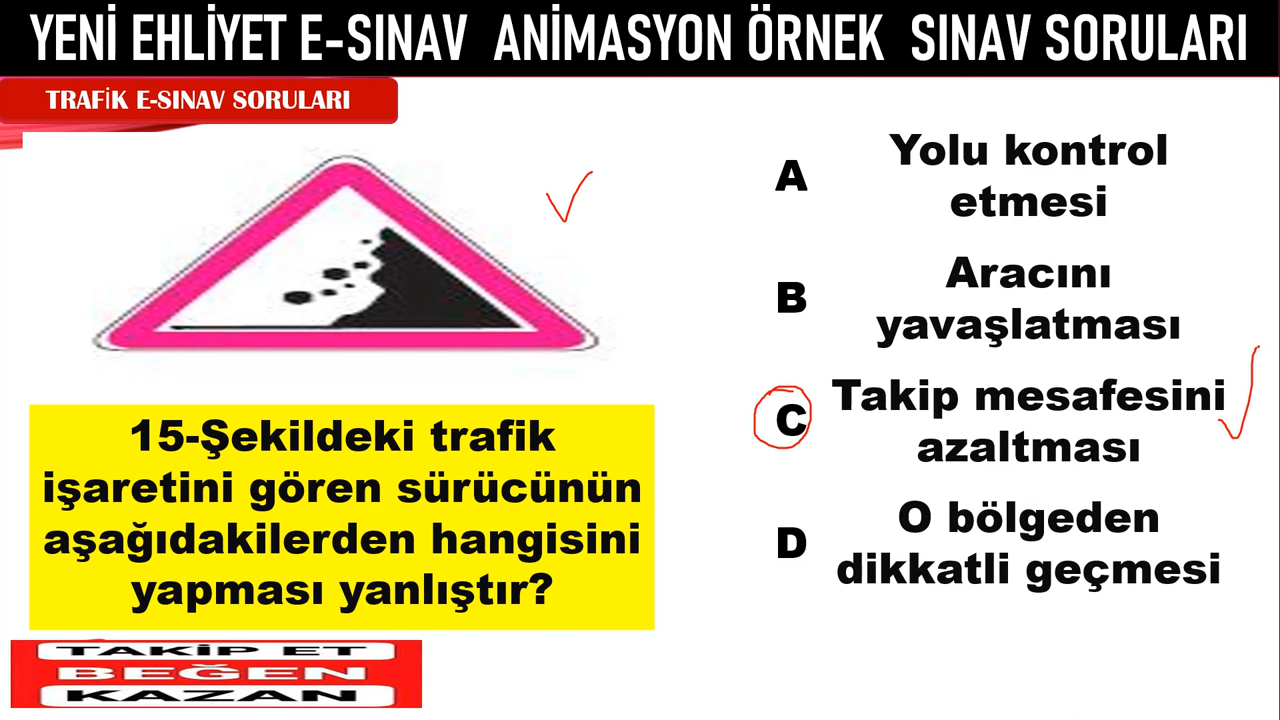 YENİ EHLİYET E-SINAV ANİMASYON ÖRNEK SINAV SORULARI
TRAFİK E-SINAV SORULARI
15-Şekildeki trafik
işaretini gören sürücünün
aşağıdakilerden hangisini
yapması yanlıştır?
A
Yolu kontrol
etmesi
B
Aracını
yavaşlatması
C
Takip mesafesini
azaltması
D
O bölgeden
dikkatli geçmesi
TAKİP ET
BEĞEN
KAZAN